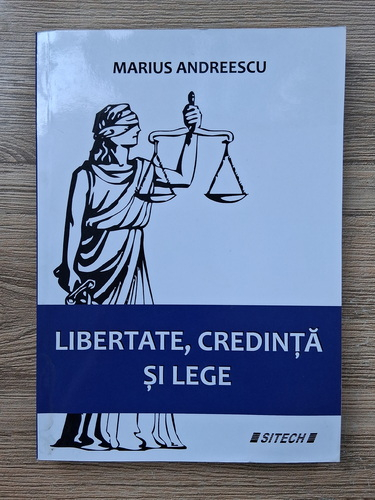 MARIUS ANDREESCU
LIBERTATE, CREDINȚĂ
ȘI LEGE
SITECH